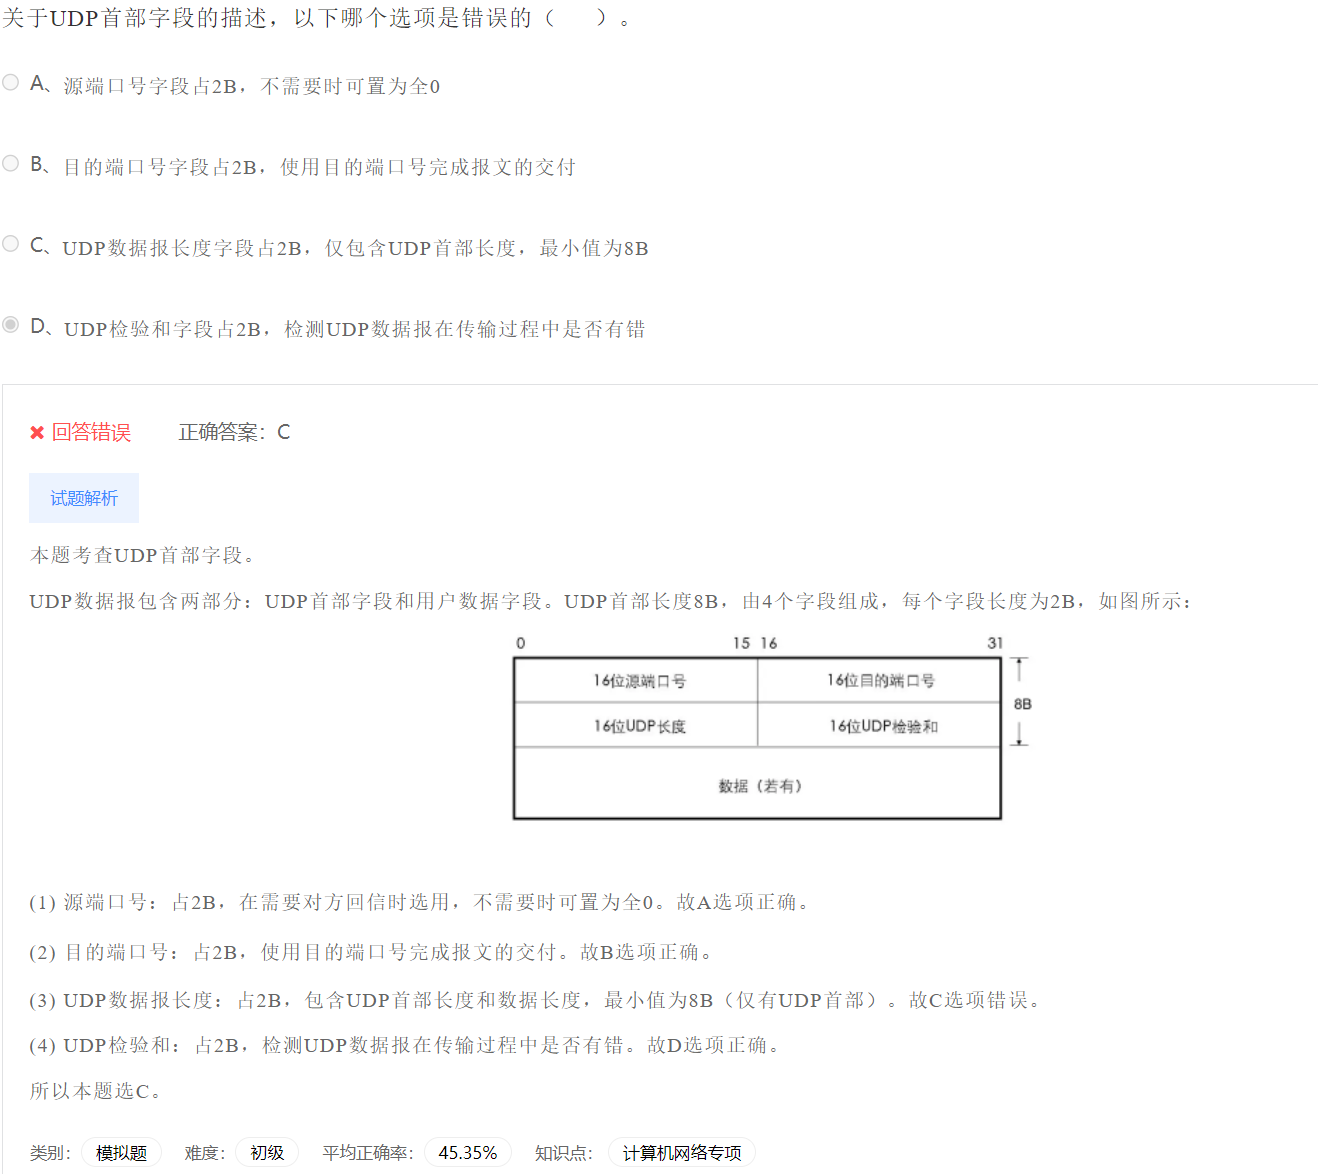 关于UDP首部字段的描述，以下哪个选项是错误的（　　）。
A、源端口号字段占2B，不需要时可置为全0
B、目的端口号字段占2B，使用目的端口号完成报文的交付
C、UDP数据报长度字段占2B，仅包含UDP首部长度，最小值为8B
D、UDP检验和字段占2B，检测UDP数据报在传输过程中是否有错
回答错误 正确答案：C
试题解析
本题考查UDP首部字段。
UDP数据报包含两部分：UDP首部字段和用户数据字段。UDP首部长度8B，由4个字段组成，每个字段长度为2B，如图所示：
0 15 16 31
16位源端口号 16位目的端口号
8B
16位UDP长度 16位UDP检验和
数据（若有）
(1) 源端口号：占2B，在需要对方回信时选用，不需要时可置为全0。故A选项正确。
(2) 目的端口号：占2B，使用目的端口号完成报文的交付。故B选项正确。
(3) UDP数据报长度：占2B，包含UDP首部长度和数据长度，最小值为8B（仅有UDP首部）。故C选项错误。
(4) UDP检验和：占2B，检测UDP数据报在传输过程中是否有错。故D选项正确。
所以本题选C。
类别： 模拟题 难度： 初级 平均正确率： 45.35% 知识点： 计算机网络专项